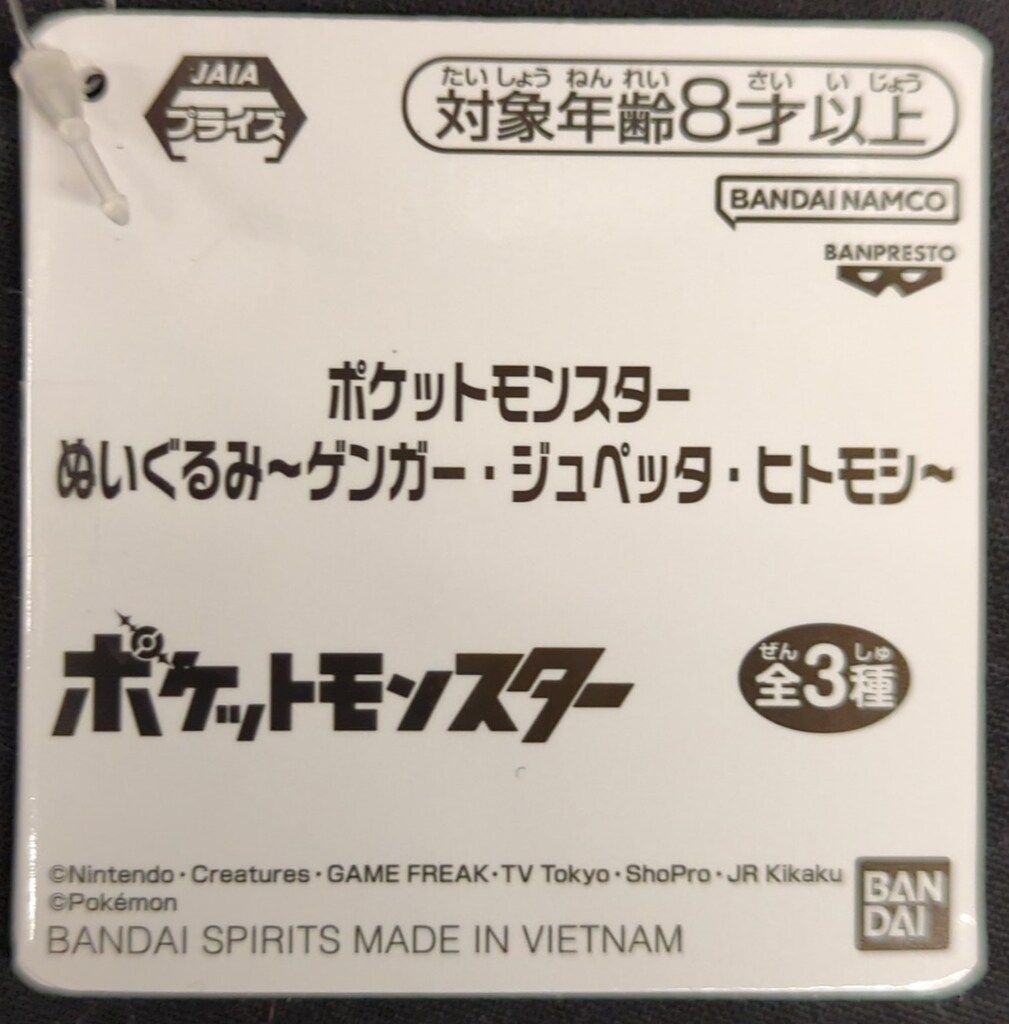 JAIA
プライズ
たいしょうねんれい さいいじょう
対象年齢8才以上
BANDAI NAMCO
BANPRESTO
ポケットモンスター
ぬいぐるみ~ゲンガー・ジュペッタ・ヒトモシ~
ポケットモンスター
ぜん しゅ
全3種
©Nintendo・Creatures・GAME FREAK・TV Tokyo・ShoPro・JR Kikaku
©Pokémon
BANDAI SPIRITS MADE IN VIETNAM
BAN
DAI